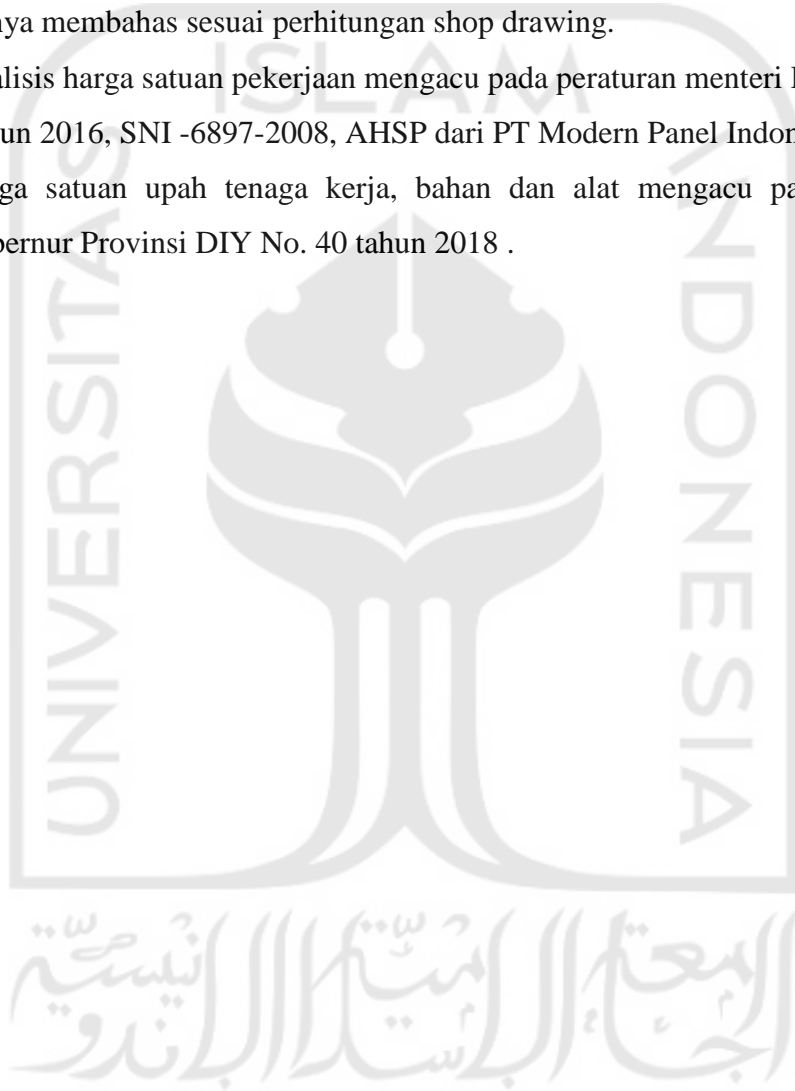 nya membahas sesuai perhitungan shop drawing.
alisis harga satuan pekerjaan mengacu pada peraturan menteri
un 2016, SNI -6897-2008, AHSP dari PT Modern Panel Indon
ga satuan upah tenaga kerja, bahan dan alat mengacu pa
bernur Provinsi DIY No. 40 tahun 2018 .
ISLAM
UNIVERSITAS
INDONESIA